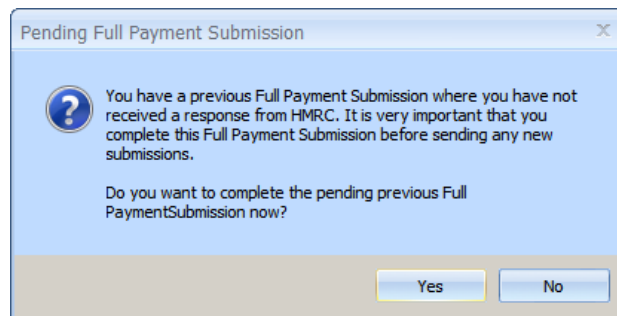 Pending Full Payment Submission
x
You have a previous Full Payment Submission where you have not
received a response from HMRC. It is very important that you
complete this Full Payment Submission before sending any new
submissions.
Do you want to complete the pending previous Full
PaymentSubmission now?
Yes No